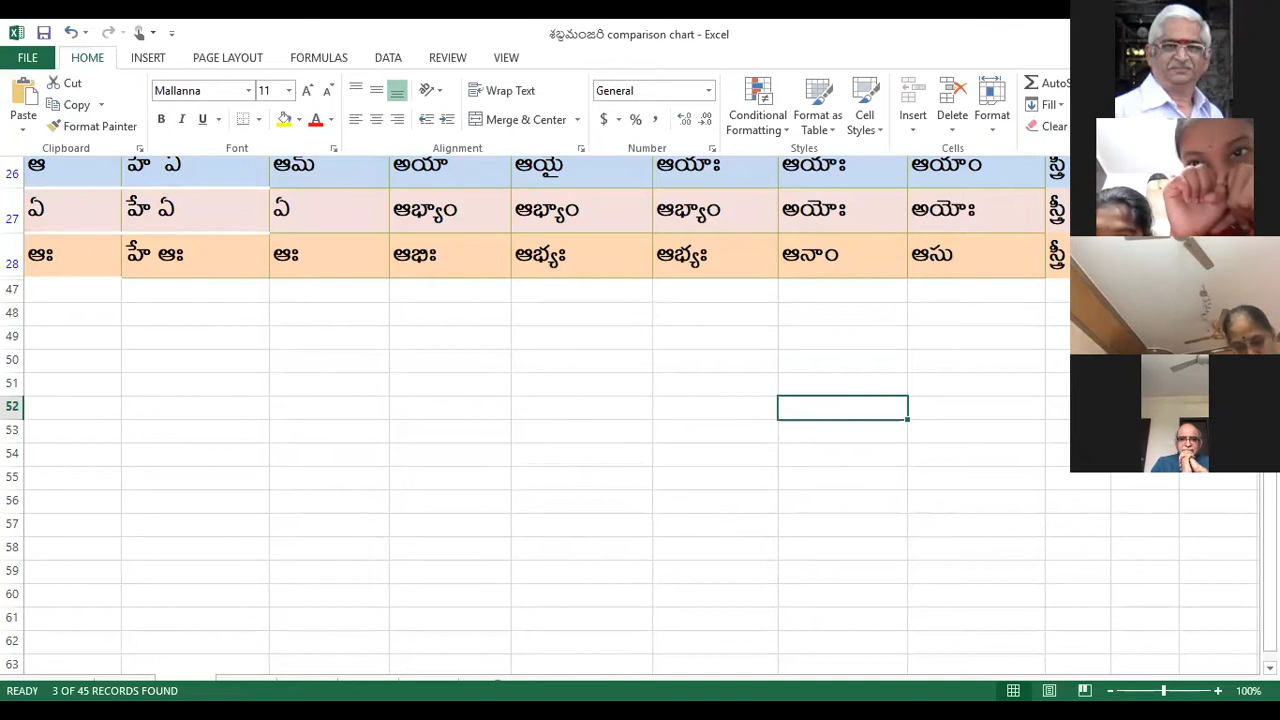 శబ్దమంజరి comparison chart - Excel
FILE HOME INSERT PAGE LAYOUT FORMULAS DATA REVIEW VIEW
Cut
Copy
Format Painter
Paste
Clipboard
Mallanna 11
B I U
Font
Wrap Text
Merge & Center
Alignment
General
$ % ,
Number
Conditional Formatting
Format as Table
Cell Styles
Styles
Insert Delete Format
Cells
AutoS
Fill
Clear
26 ఆ హే ఏ ఆమ్ అయా ఆయై ఆయాః ఆయాః ఆయాం స్త్రీ
27 ఏ హే ఏ ఏ ఆభ్యాం ఆభ్యాం ఆభ్యాం అయోః అయోః స్త్రీ
28 ఆః హే ఆః ఆః ఆభిః ఆభ్యః ఆభ్యః ఆనాం ఆసు స్త్రీ
47
48
49
50
51
52
53
54
55
56
57
58
59
60
61
62
63
READY 3 OF 45 RECORDS FOUND 100%